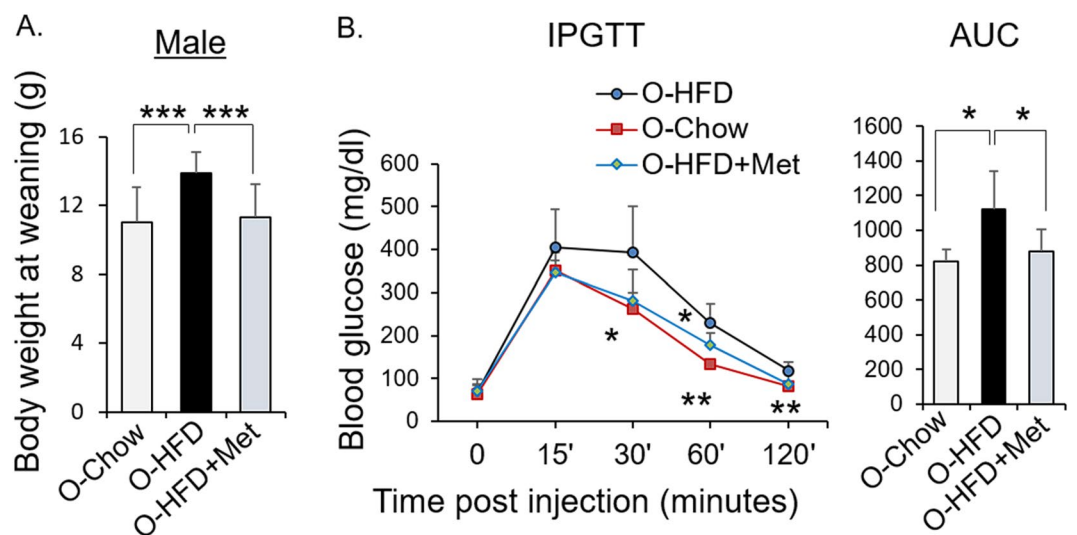 A.
Male
Body weight at weaning (g)
*** ***
16
12
8
4
0
O-Chow
O-HFD
O-HFD+Met
B.
IPGTT
O-HFD
O-Chow
O-HFD+Met
Blood glucose (mg/dl)
600
500
400
300
200
100
0
*
*
** **
0 15' 30' 60' 120'
Time post injection (minutes)
AUC
* *
1600
1400
1200
1000
800
600
400
200
0
O-Chow
O-HFD
O-HFD+Met